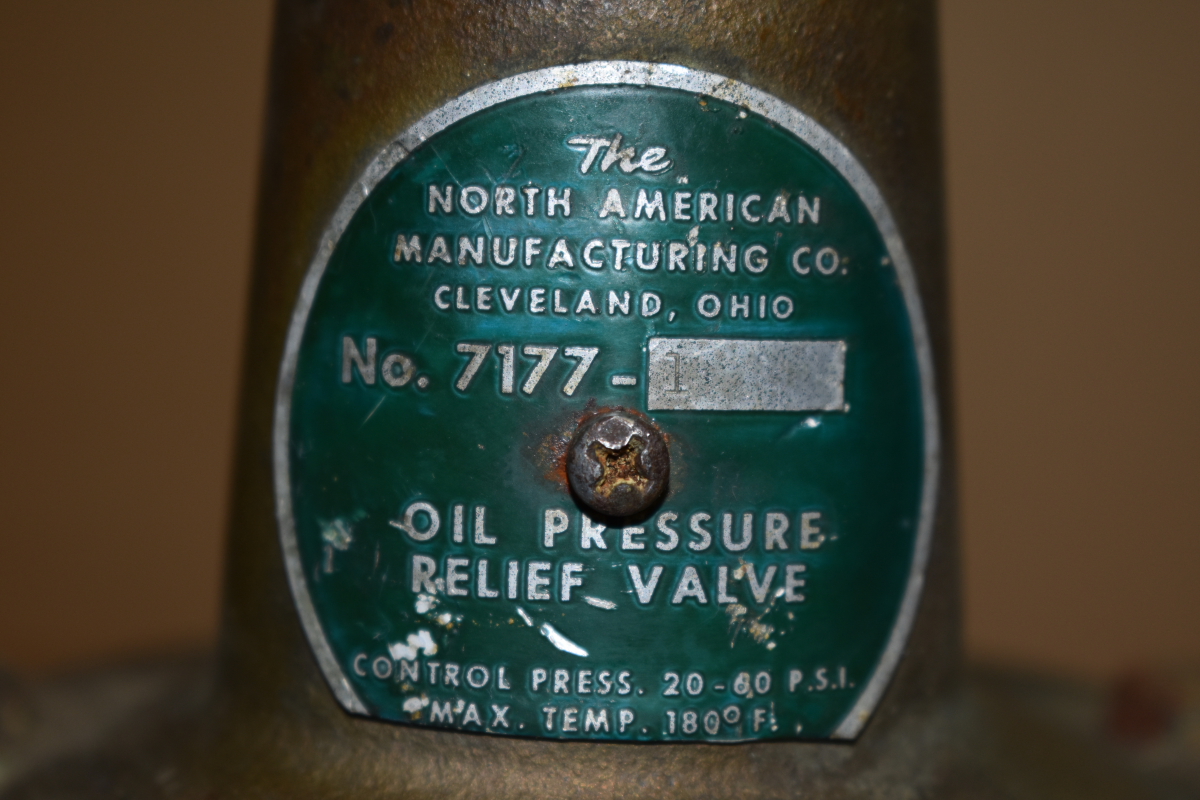 The
NORTH AMERICAN
MANUFACTURING CO.
CLEVELAND, OHIO
No. 7177-1
OIL PRESSURE
RELIEF VALVE
CONTROL PRESS. 20-60 P.S.I.
MAX. TEMP. 180° F.